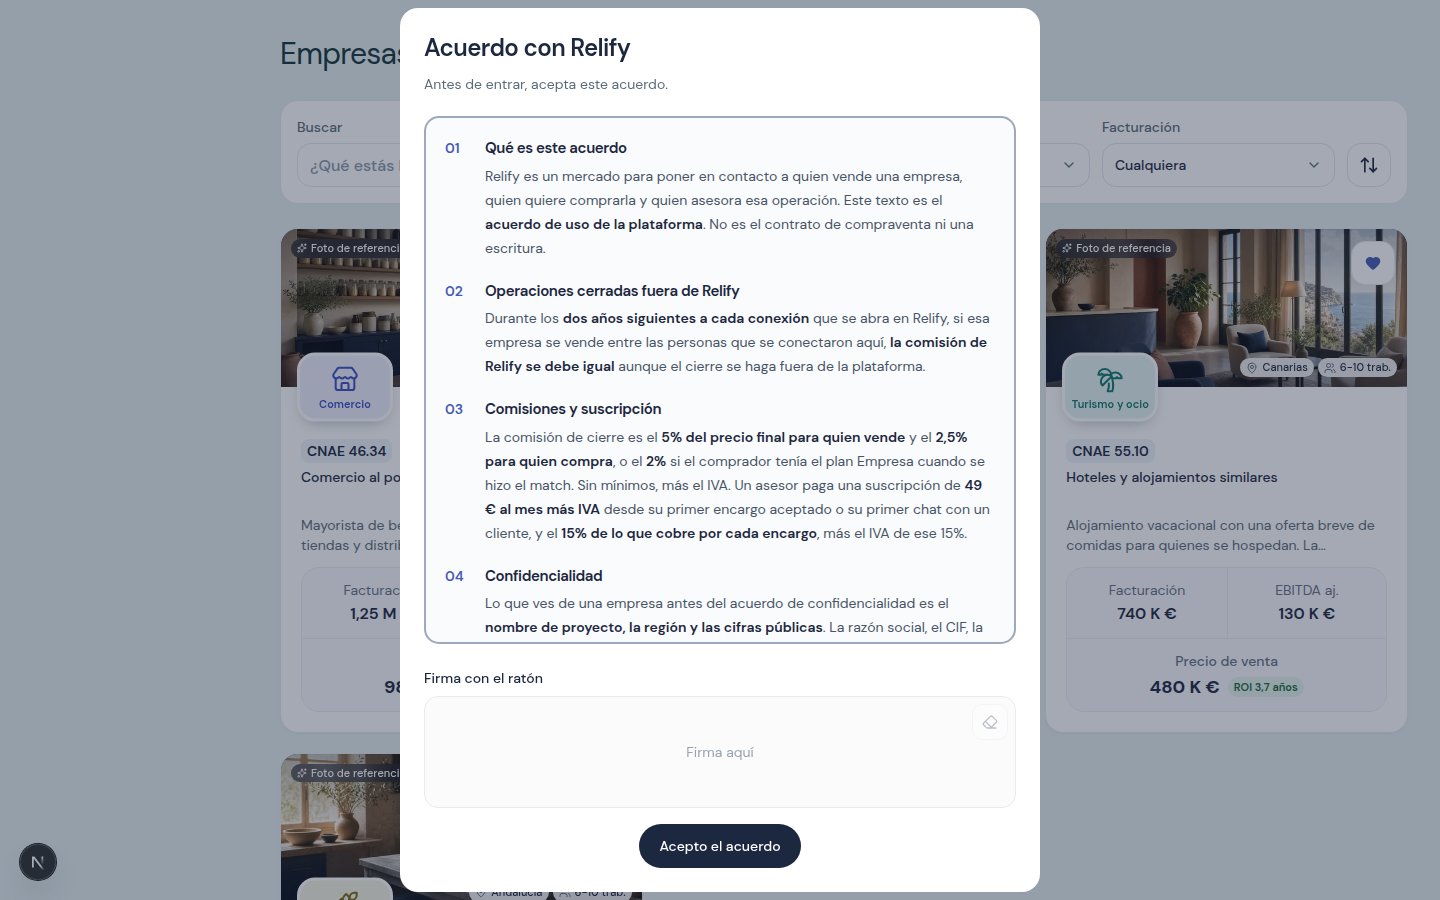 Empresas
Buscar
Facturación
Cualquiera
Acuerdo con Relify
Antes de entrar, acepta este acuerdo.
01 Qué es este acuerdo
Relify es un mercado para poner en contacto a quien vende una empresa,
quien quiere comprarla y quien asesora esa operación. Este texto es el
acuerdo de uso de la plataforma. No es el contrato de compraventa ni una
escritura.
02 Operaciones cerradas fuera de Relify
Durante los dos años siguientes a cada conexión que se abra en Relify, si esa
empresa se vende entre las personas que se conectaron aquí, la comisión de
Relify se debe igual aunque el cierre se haga fuera de la plataforma.
03 Comisiones y suscripción
La comisión de cierre es el 5% del precio final para quien vende y el 2,5%
para quien compra, o el 2% si el comprador tenía el plan Empresa cuando se
hizo el match. Sin mínimos, más el IVA. Un asesor paga una suscripción de 49
€ al mes más IVA desde su primer encargo aceptado o su primer chat con un
cliente, y el 15% de lo que cobre por cada encargo, más el IVA de ese 15%.
04 Confidencialidad
Lo que ves de una empresa antes del acuerdo de confidencialidad es el
nombre de proyecto, la región y las cifras públicas. La razón social, el CIF, la
Firma con el ratón
Firma aquí
Acepto el acuerdo
¿Qué estás
Foto de referenci
Comercio
CNAE 46.34
Comercio al po
Mayorista de be
tiendas y distrib
Facturac
1,25 M
98
Foto de referencia
Canarias
6-10 trab.
Turismo y ocio
CNAE 55.10
Hoteles y alojamientos similares
Alojamiento vacacional con una oferta breve de
comidas para quienes se hospedan. La…
Facturación
740 K €
EBITDA aj.
130 K €
Precio de venta
480 K € ROI 3,7 años
Foto de referenci
Andalucía
6-10 trab.
N